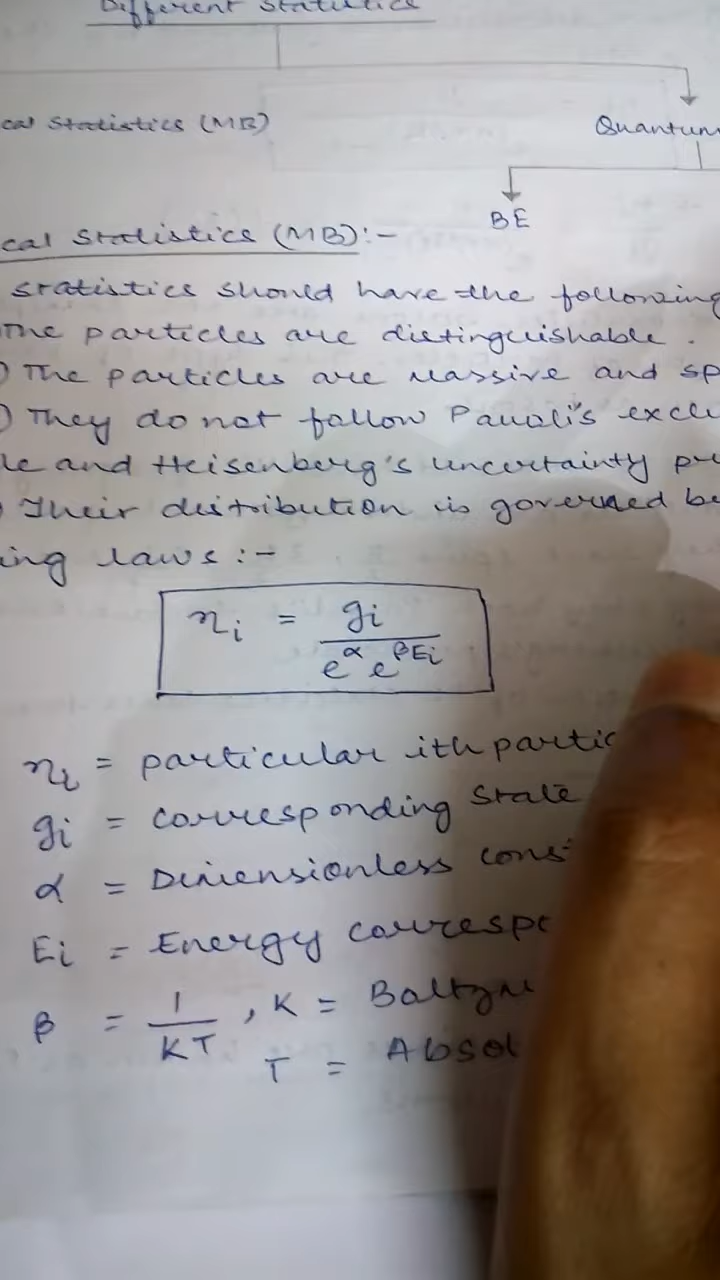 Different Statistics
cal Statistics (MB)
Quantum
BE
cal Statistics (MB):-
statistics should have the following
The particles are distinguishable.
) The particles are massive and sp
) They do not follow Pauoli's exclu
le and Heisenberg's uncertainty pr
Their distribution is governed be
ing laws :-
ni = gi / e^α e^βEi
ni = particular ith partic
gi = corresponding state
α = Dimensionless cons
Ei = Energy correspo
β = 1/KT , K = Boltzm
T = Absol